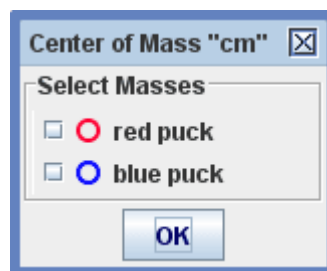 Center of Mass "cm"
Select Masses
red puck
blue puck
OK